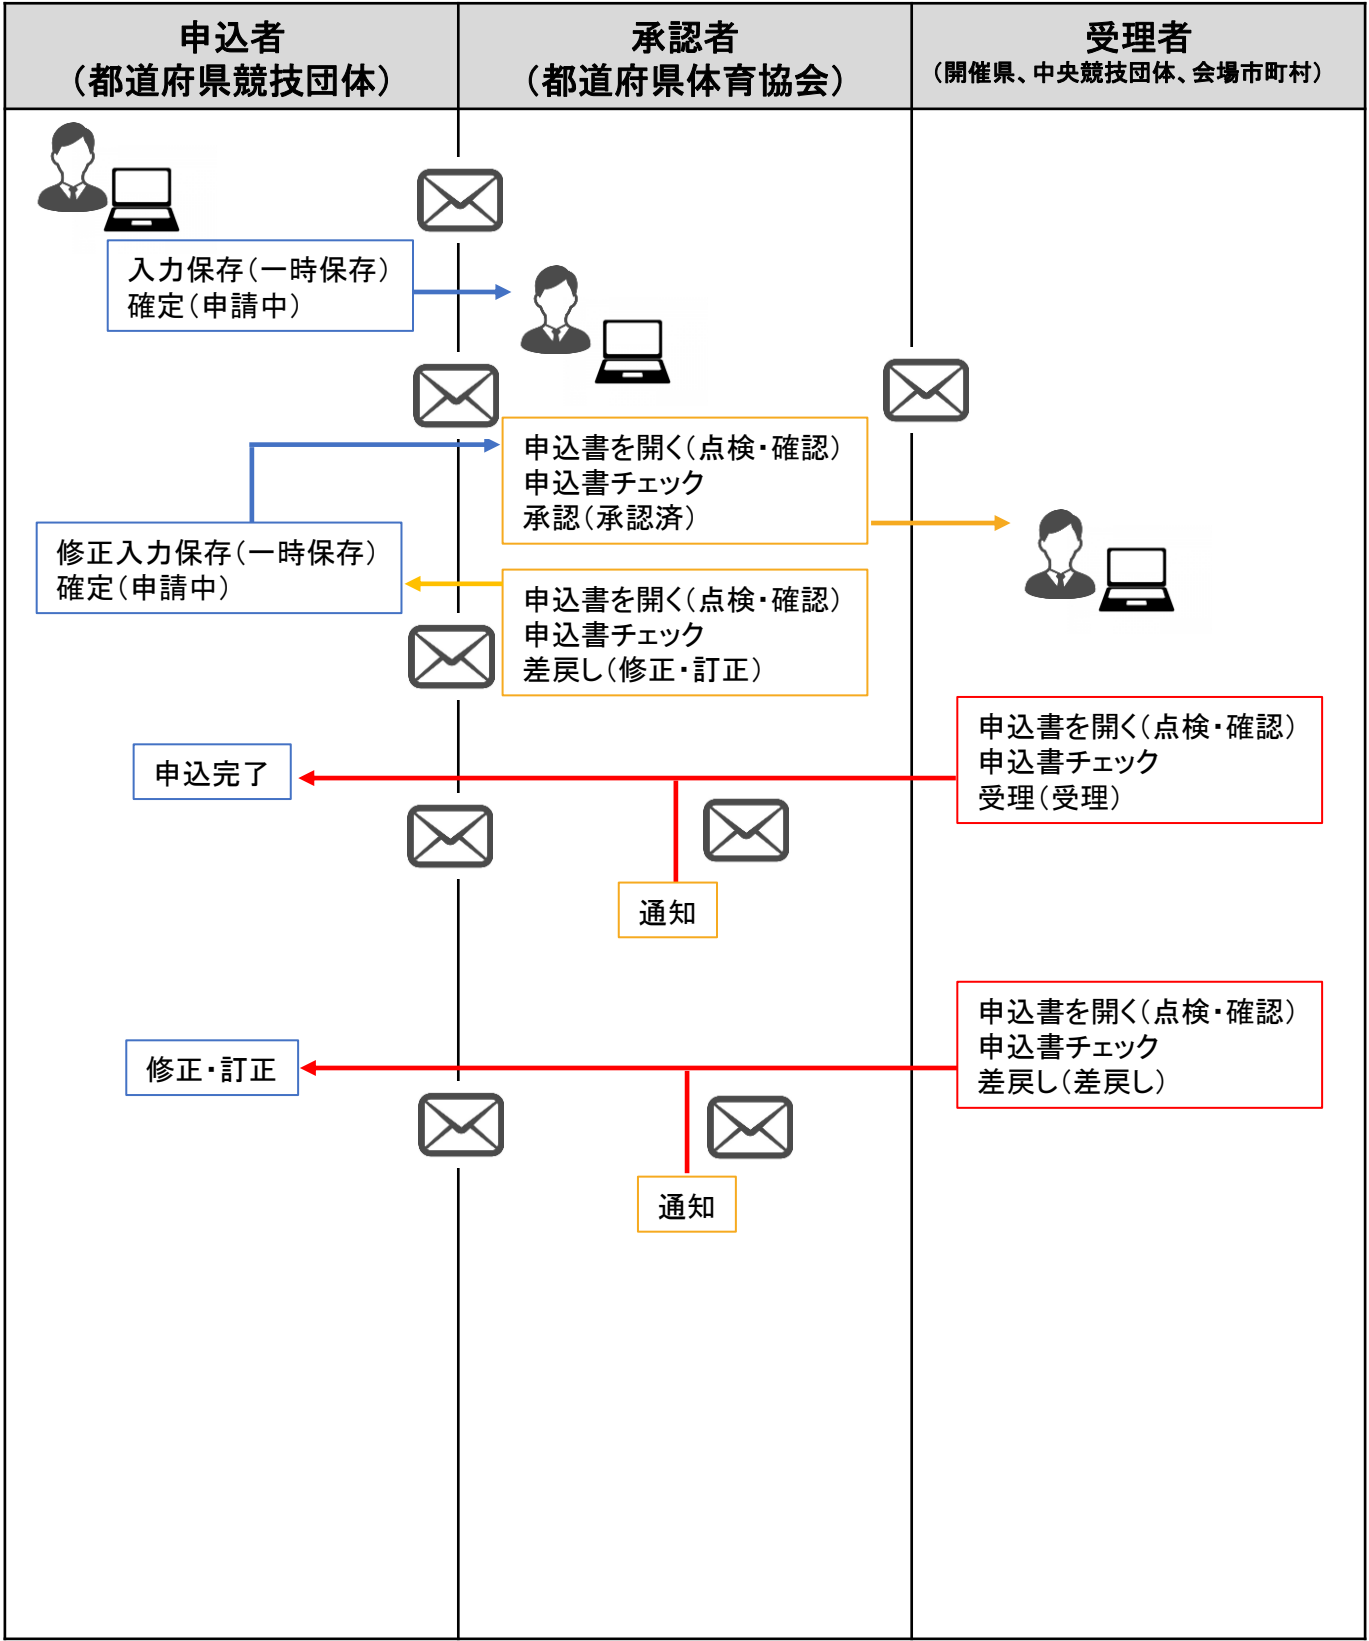 申込者
（都道府県競技団体）
承認者
（都道府県体育協会）
受理者
（開催県、中央競技団体、会場市町村）
入力保存（一時保存）
確定（申請中）
申込書を開く（点検・確認）
申込書チェック
承認（承認済）
修正入力保存（一時保存）
確定（申請中）
申込書を開く（点検・確認）
申込書チェック
差戻し（修正・訂正）
申込書を開く（点検・確認）
申込書チェック
受理（受理）
申込完了
通知
申込書を開く（点検・確認）
申込書チェック
差戻し（差戻し）
修正・訂正
通知